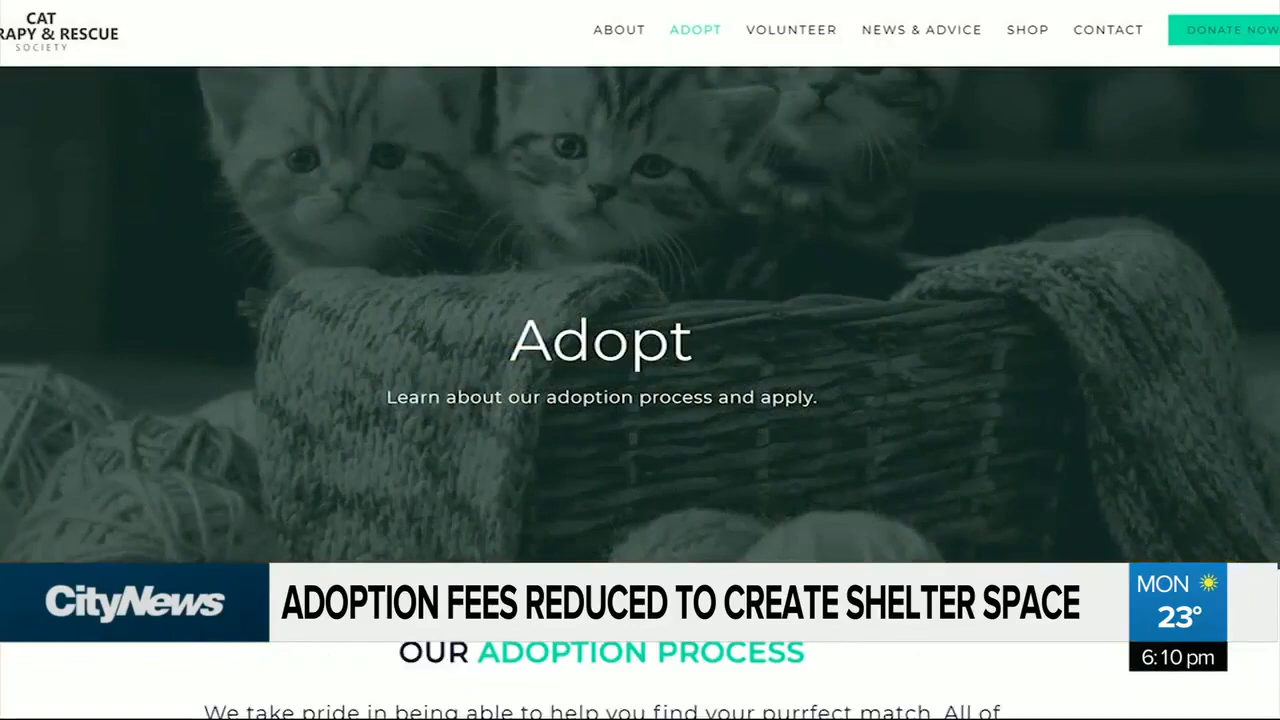 CAT
RAPY & RESCUE
SOCIETY
ABOUT ADOPT VOLUNTEER NEWS & ADVICE SHOP CONTACT DONATE NOW
Adopt
Learn about our adoption process and apply.
CityNews
ADOPTION FEES REDUCED TO CREATE SHELTER SPACE
MON
23°
6:10 pm
OUR ADOPTION PROCESS
We take pride in being able to help you find your purrfect match. All of